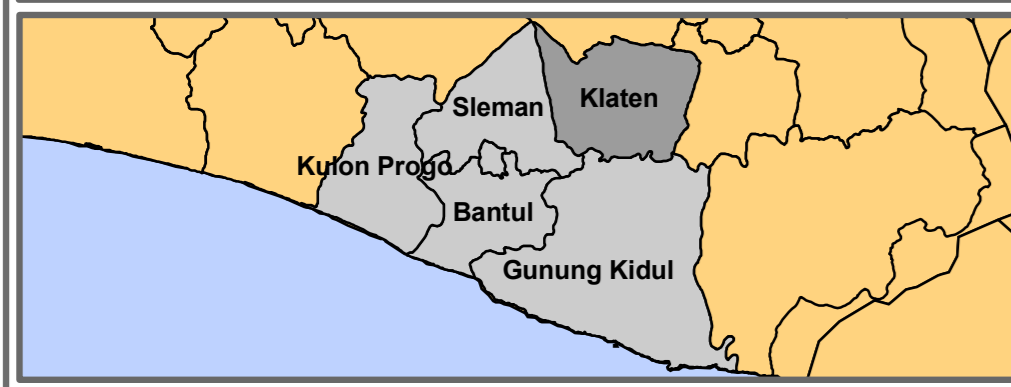 Klaten
Sleman
Kulon Progo
Bantul
Gunung Kidul